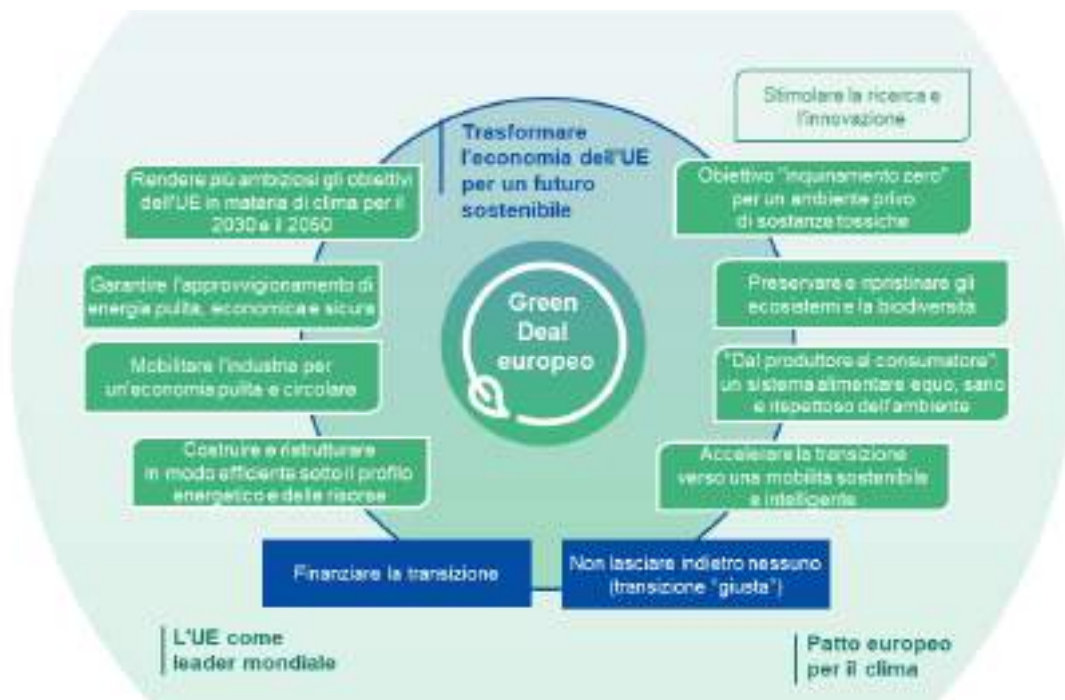 Stimolare la ricerca e
l'innovazione
Trasformare
l'economia dell'UE
per un futuro
sostenibile
Rendere più ambiziosi gli obiettivi
dell'UE in materia di clima per il
2030 e il 2050
Obiettivo "inquinamento zero"
per un ambiente privo
di sostanze tossiche
Garantire l'approvvigionamento di
energia pulita, economica e sicura
Green
Deal
europeo
Preservare e ripristinare gli
ecosistemi e la biodiversità
Mobilitare l'industria per
un'economia pulita e circolare
"Dal produttore al consumatore":
un sistema alimentare equo, sano
e rispettoso dell'ambiente
Costruire e ristrutturare
in modo efficiente sotto il profilo
energetico e delle risorse
Accelerare la transizione
verso una mobilità sostenibile
e intelligente
Finanziare la transizione
Non lasciare indietro nessuno
(transizione "giusta")
L'UE come
leader mondiale
Patto europeo
per il clima